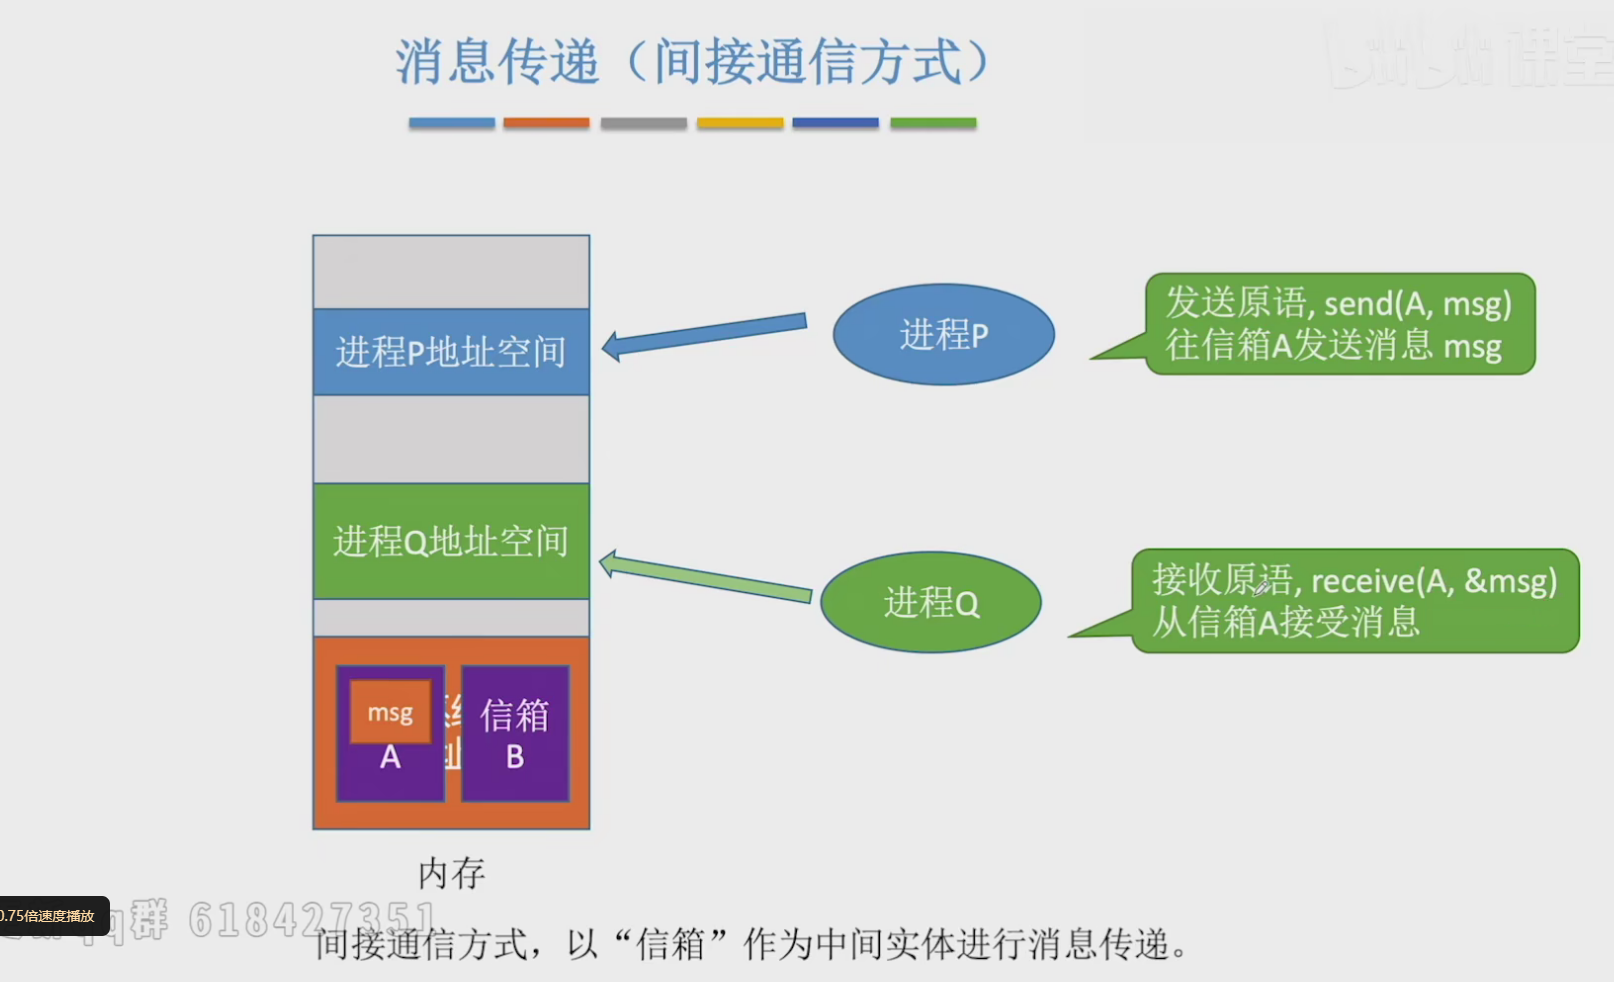 消息传递（间接通信方式）
课堂
进程P地址空间
进程P
发送原语, send(A, msg)
往信箱A发送消息 msg
进程Q地址空间
进程Q
接收原语, receive(A, &msg)
从信箱A接受消息
msg
A
信箱
B
内存
0.75倍速度播放
qq群 618427351
间接通信方式，以“信箱”作为中间实体进行消息传递。